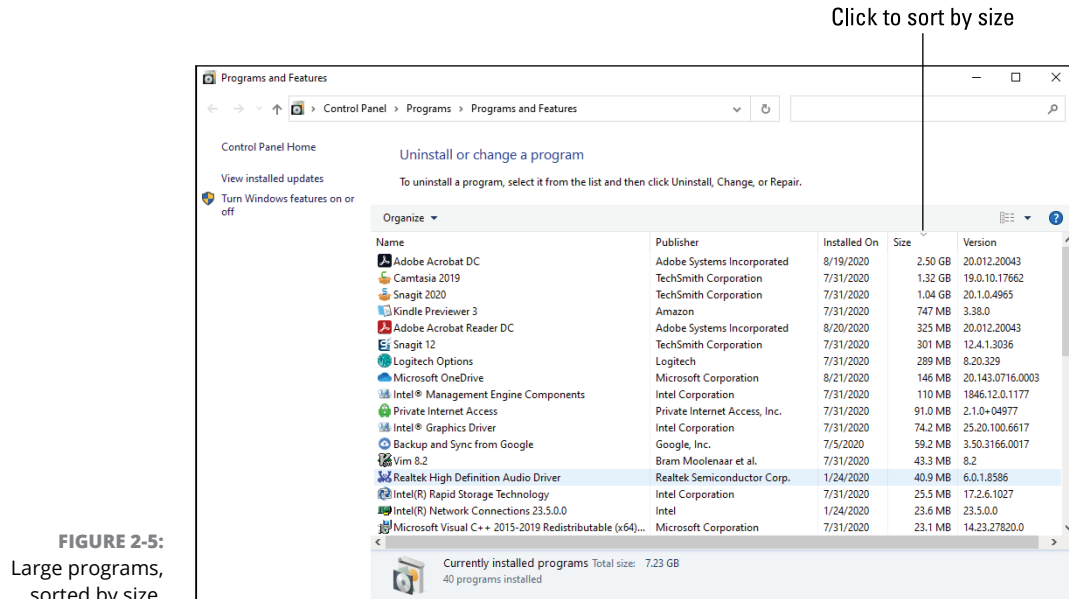 Click to sort by size
Programs and Features
Control Panel > Programs > Programs and Features
Control Panel Home
View installed updates
Turn Windows features on or
off
Uninstall or change a program
To uninstall a program, select it from the list and then click Uninstall, Change, or Repair.
Organize
Name Publisher Installed On Size Version
Adobe Acrobat DC Adobe Systems Incorporated 8/19/2020 2.50 GB 20.012.20043
Camtasia 2019 TechSmith Corporation 7/31/2020 1.32 GB 19.0.10.17662
Snagit 2020 TechSmith Corporation 7/31/2020 1.04 GB 20.1.0.4965
Kindle Previewer 3 Amazon 7/31/2020 747 MB 3.38.0
Adobe Acrobat Reader DC Adobe Systems Incorporated 8/20/2020 325 MB 20.012.20043
Snagit 12 TechSmith Corporation 7/31/2020 301 MB 12.4.1.3036
Logitech Options Logitech 7/31/2020 289 MB 8.20.329
Microsoft OneDrive Microsoft Corporation 8/21/2020 146 MB 20.143.0716.0003
Intel® Management Engine Components Intel Corporation 7/31/2020 110 MB 1846.12.0.1177
Private Internet Access Private Internet Access, Inc. 7/31/2020 91.0 MB 2.1.0+04977
Intel® Graphics Driver Intel Corporation 7/31/2020 74.2 MB 25.20.100.6617
Backup and Sync from Google Google, Inc. 7/5/2020 59.2 MB 3.50.3166.0017
Vim 8.2 Bram Moolenaar et al. 7/31/2020 43.3 MB 8.2
Realtek High Definition Audio Driver Realtek Semiconductor Corp. 1/24/2020 40.9 MB 6.0.1.8586
Intel(R) Rapid Storage Technology Intel Corporation 7/31/2020 25.5 MB 17.2.6.1027
Intel(R) Network Connections 23.5.0.0 Intel 1/24/2020 23.6 MB 23.5.0.0
Microsoft Visual C++ 2015-2019 Redistributable (x64)... Microsoft Corporation 7/31/2020 23.1 MB 14.23.27820.0
Currently installed programs Total size: 7.23 GB
40 programs installed
FIGURE 2-5:
Large programs,
sorted by size.